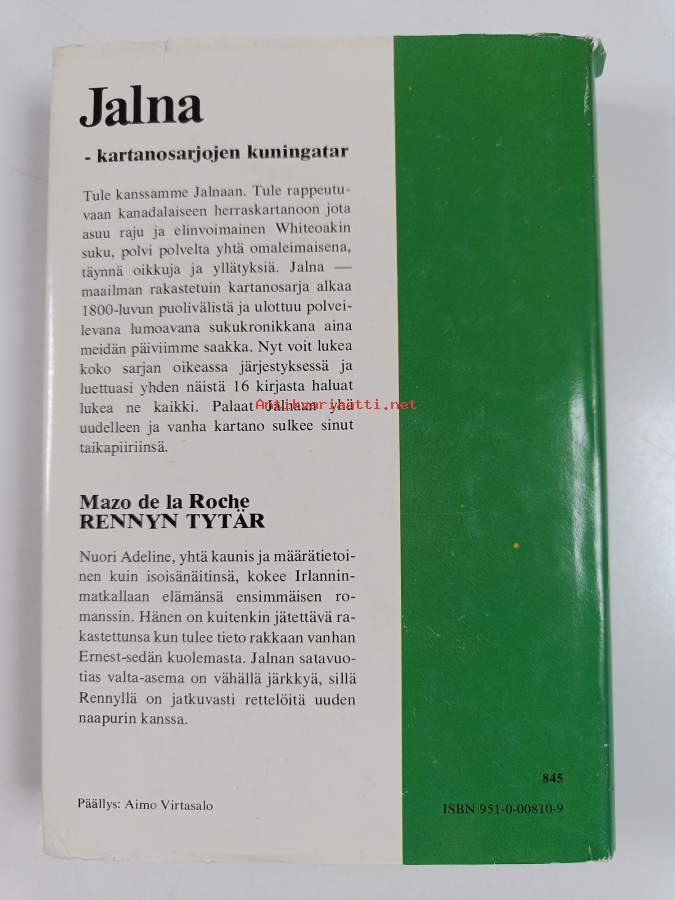 Jalna
- kartanosarjojen kuningatar
Tule kanssamme Jalnaan. Tule rappeutu-
vaan kanadalaiseen herraskartanoon jota
asuu raju ja elinvoimainen Whiteoakin
suku, polvi polvelta yhtä omaleimaisena,
täynnä oikkuja ja yllätyksiä. Jalna —
maailman rakastetuin kartanosarja alkaa
1800-luvun puolivälistä ja ulottuu polvei-
levana lumoavana sukukronikkana aina
meidän päiviimme saakka. Nyt voit lukea
koko sarjan oikeassa järjestyksessä ja
luettuasi yhden näistä 16 kirjasta haluat
lukea ne kaikki. Palaat Jalnaan yhä
Antikvariaatti.net
uudelleen ja vanha kartano sulkee sinut
taikapiiriinsä.
Mazo de la Roche
RENNYN TYTÄR
Nuori Adeline, yhtä kaunis ja määrätietoi-
nen kuin isoisänäitinsä, kokee Irlannin-
matkallaan elämänsä ensimmäisen ro-
manssin. Hänen on kuitenkin jätettävä ra-
kastettunsa kun tulee tieto rakkaan vanhan
Ernest-sedän kuolemasta. Jalnan satavuo-
tias valta-asema on vähällä järkkyä, sillä
Rennyllä on jatkuvasti rettelöitä uuden
naapurin kanssa.
845
Päällys: Aimo Virtasalo
ISBN 951-0-00810-9